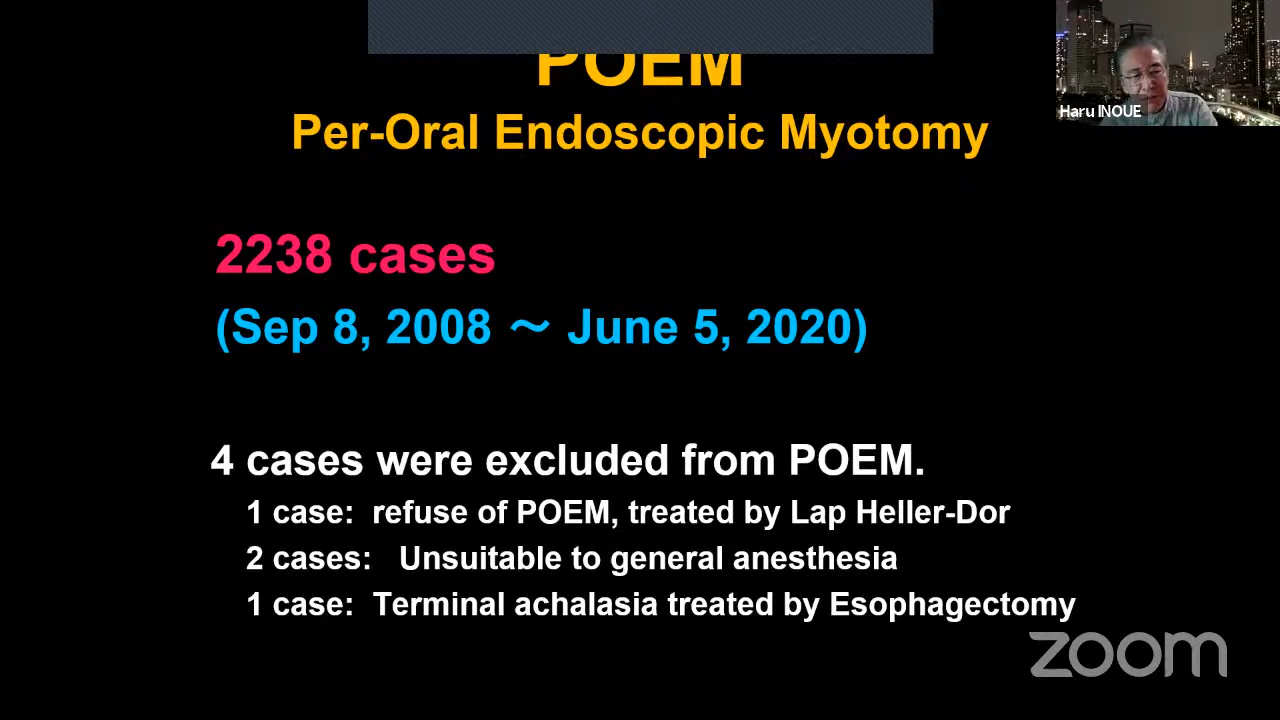 POEM
Haru INOUE
Per-Oral Endoscopic Myotomy
2238 cases
(Sep 8, 2008 ～ June 5, 2020)
4 cases were excluded from POEM.
1 case: refuse of POEM, treated by Lap Heller-Dor
2 cases: Unsuitable to general anesthesia
1 case: Terminal achalasia treated by Esophagectomy
zoom